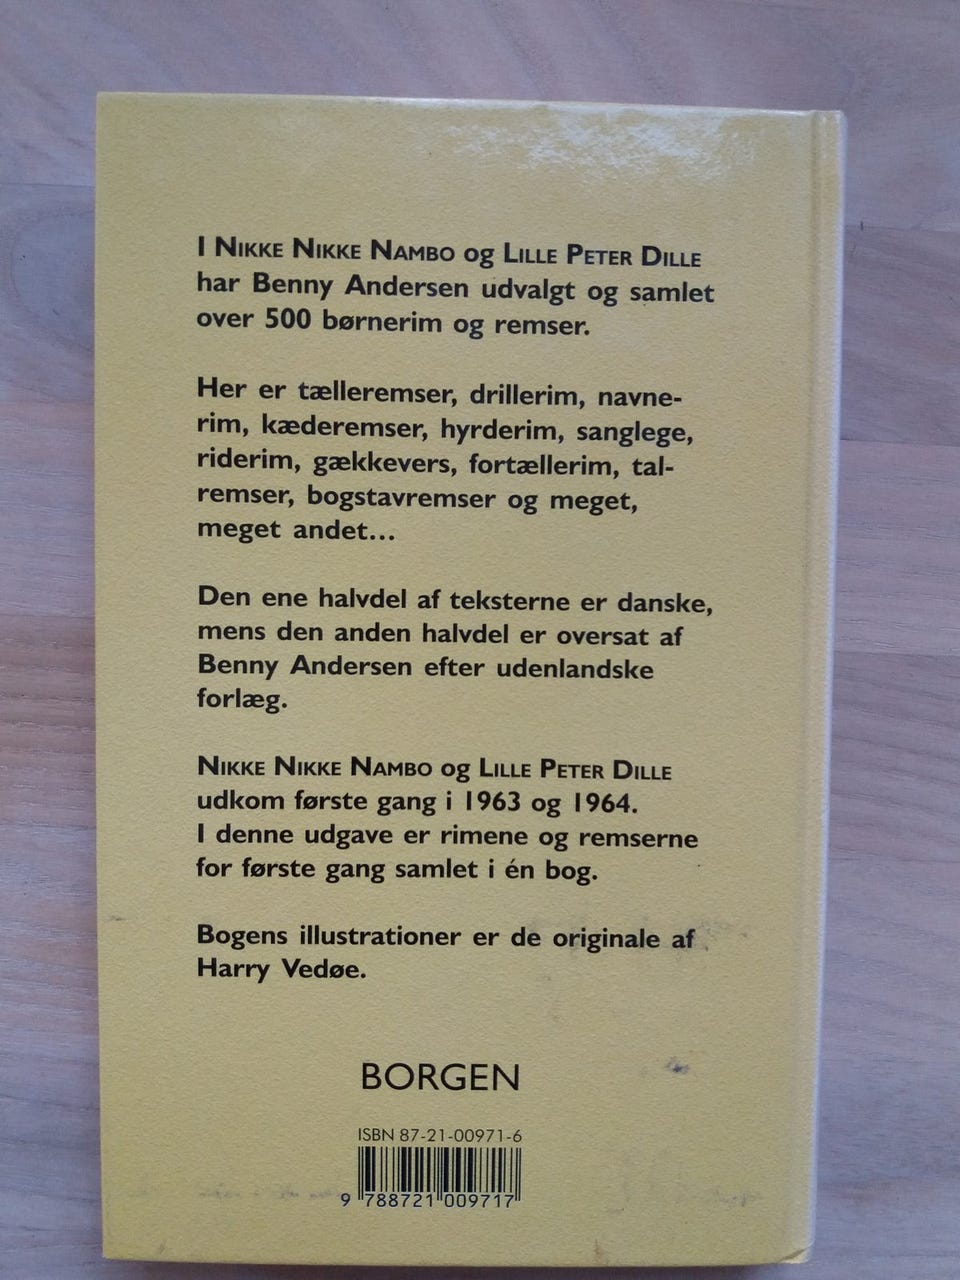 I NIKKE NIKKE NAMBO og LILLE PETER DILLE
har Benny Andersen udvalgt og samlet
over 500 børnerim og remser.
Her er tælleremser, drillerim, navne-
rim, kæderemser, hyrderim, sanglege,
riderim, gækkevers, fortællerim, tal-
remser, bogstavremser og meget,
meget andet...
Den ene halvdel af teksterne er danske,
mens den anden halvdel er oversat af
Benny Andersen efter udenlandske
forlæg.
NIKKE NIKKE NAMBO og LILLE PETER DILLE
udkom første gang i 1963 og 1964.
I denne udgave er rimene og remserne
for første gang samlet i én bog.
Bogens illustrationer er de originale af
Harry Vedøe.
BORGEN
ISBN 87-21-00971-6
9 788721 009717